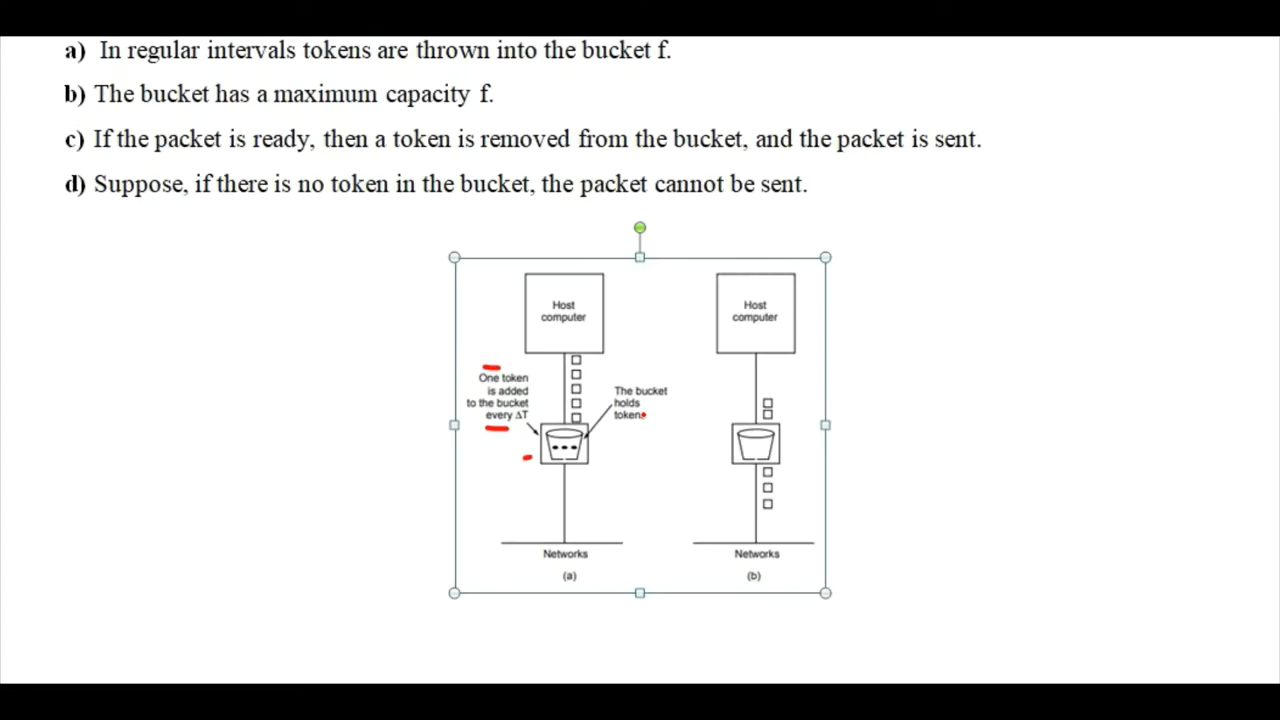 a) In regular intervals tokens are thrown into the bucket f.
b) The bucket has a maximum capacity f.
c) If the packet is ready, then a token is removed from the bucket, and the packet is sent.
d) Suppose, if there is no token in the bucket, the packet cannot be sent.
Host
computer
One token
is added
to the bucket
every ΔT
The bucket
holds
tokens
Networks
(a)
Host
computer
Networks
(b)